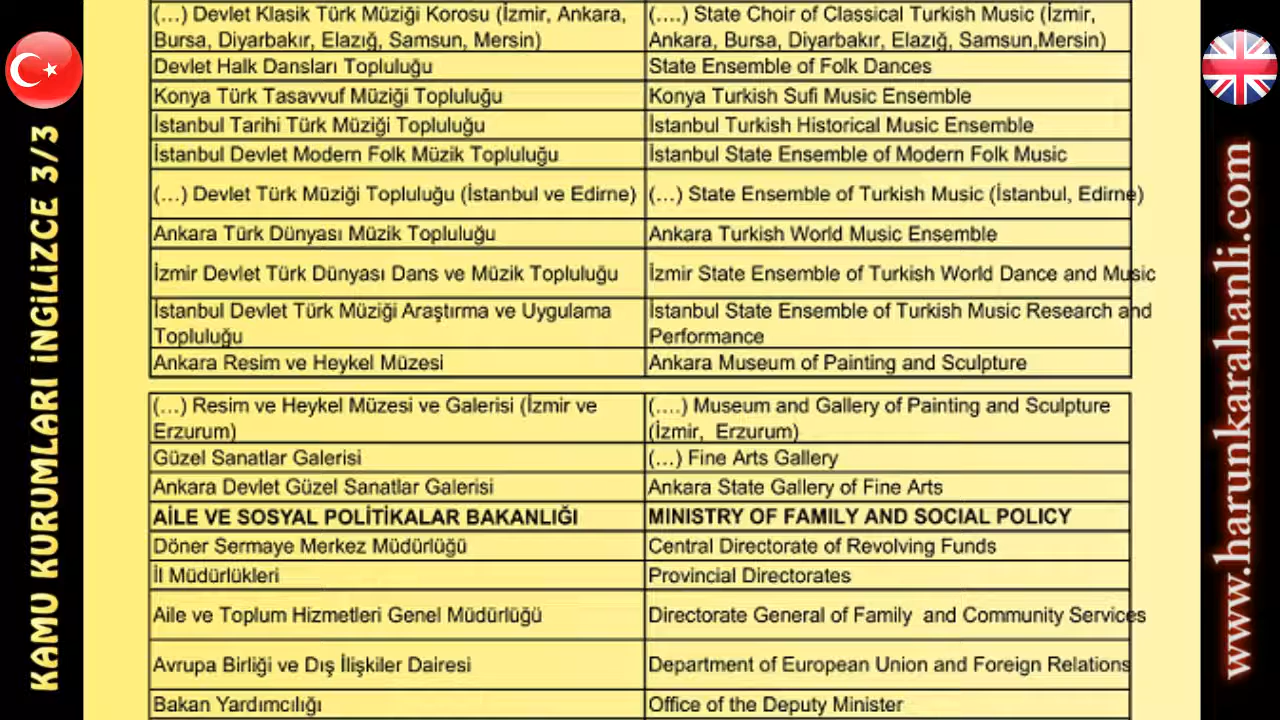 (…) Devlet Klasik Türk Müziği Korosu (İzmir, Ankara,
Bursa, Diyarbakır, Elazığ, Samsun, Mersin)
(….) State Choir of Classical Turkish Music (İzmir,
Ankara, Bursa, Diyarbakır, Elazığ, Samsun,Mersin)
Devlet Halk Dansları Topluluğu
State Ensemble of Folk Dances
Konya Türk Tasavvuf Müziği Topluluğu
Konya Turkish Sufi Music Ensemble
İstanbul Tarihi Türk Müziği Topluluğu
İstanbul Turkish Historical Music Ensemble
İstanbul Devlet Modern Folk Müzik Topluluğu
İstanbul State Ensemble of Modern Folk Music
(…) Devlet Türk Müziği Topluluğu (İstanbul ve Edirne)
(…) State Ensemble of Turkish Music (İstanbul, Edirne)
Ankara Türk Dünyası Müzik Topluluğu
Ankara Turkish World Music Ensemble
İzmir Devlet Türk Dünyası Dans ve Müzik Topluluğu
İzmir State Ensemble of Turkish World Dance and Music
İstanbul Devlet Türk Müziği Araştırma ve Uygulama
Topluluğu
İstanbul State Ensemble of Turkish Music Research and
Performance
Ankara Resim ve Heykel Müzesi
Ankara Museum of Painting and Sculpture
(…) Resim ve Heykel Müzesi ve Galerisi (İzmir ve
Erzurum)
(….) Museum and Gallery of Painting and Sculpture
(İzmir, Erzurum)
Güzel Sanatlar Galerisi
(…) Fine Arts Gallery
Ankara Devlet Güzel Sanatlar Galerisi
Ankara State Gallery of Fine Arts
AİLE VE SOSYAL POLİTİKALAR BAKANLIĞI
MINISTRY OF FAMILY AND SOCIAL POLICY
Döner Sermaye Merkez Müdürlüğü
Central Directorate of Revolving Funds
İl Müdürlükleri
Provincial Directorates
Aile ve Toplum Hizmetleri Genel Müdürlüğü
Directorate General of Family and Community Services
Avrupa Birliği ve Dış İlişkiler Dairesi
Department of European Union and Foreign Relations
Bakan Yardımcılığı
Office of the Deputy Minister
KAMU KURUMLARI İNGİLİZCE 3/3
www.harunkarahanli.com